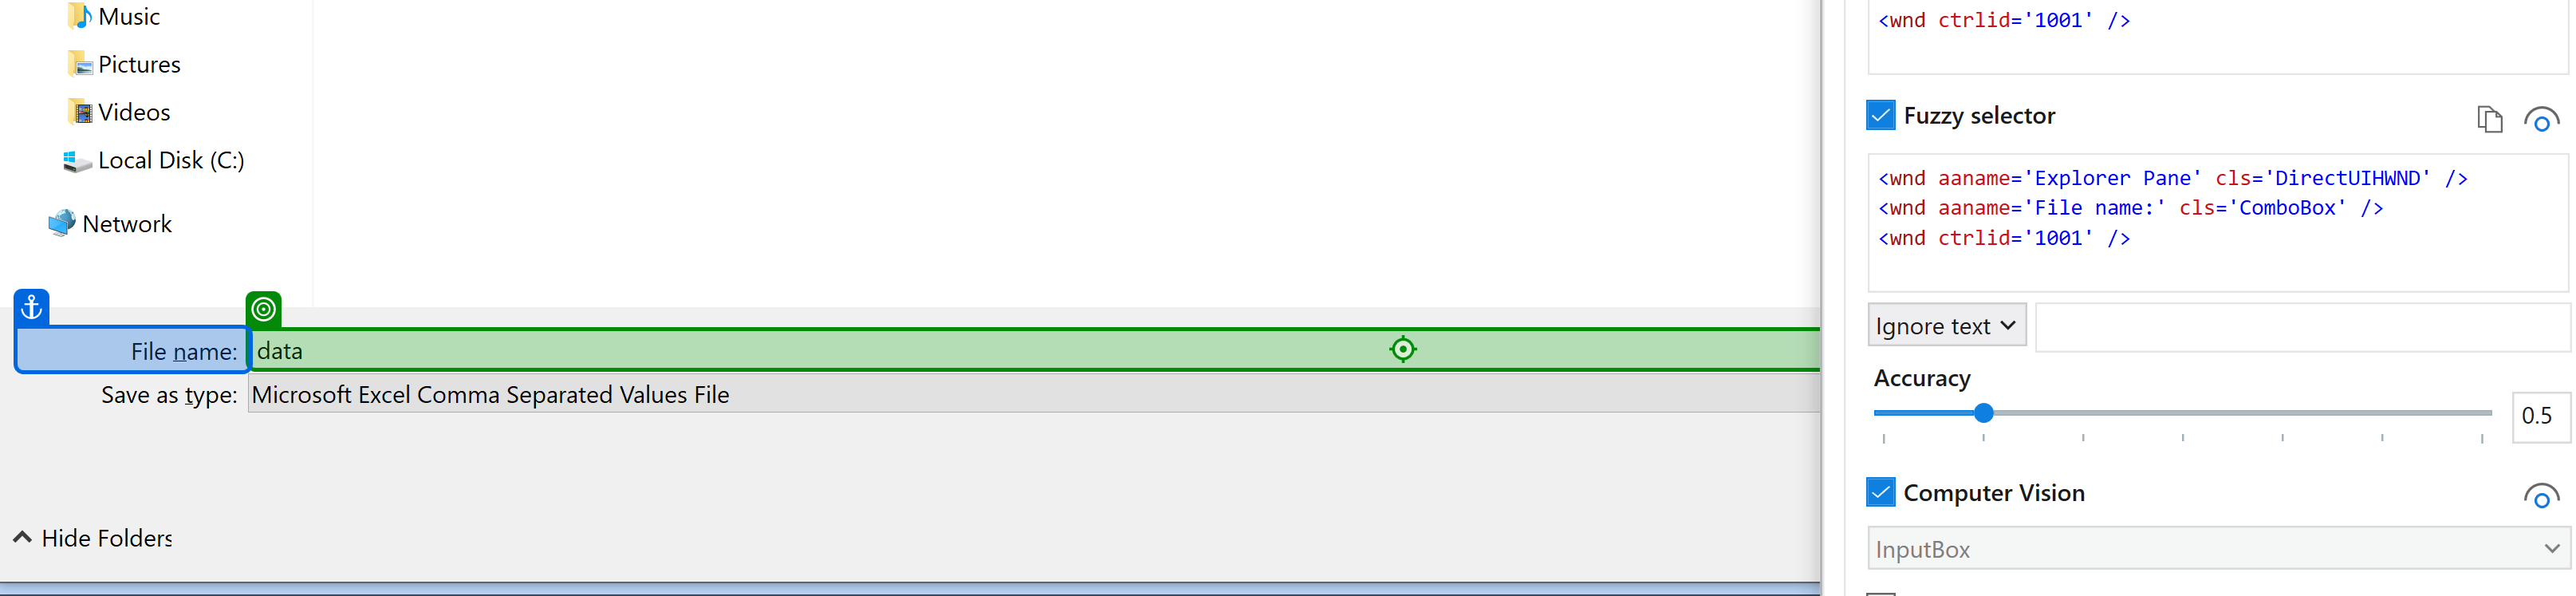 Music
Pictures
Videos
Local Disk (C:)
Network
File name: data
Save as type: Microsoft Excel Comma Separated Values File
Hide Folders
<wnd ctrlid='1001' />
Fuzzy selector
<wnd aaname='Explorer Pane' cls='DirectUIHWND' />
<wnd aaname='File name:' cls='ComboBox' />
<wnd ctrlid='1001' />
Ignore text
Accuracy
0.5
Computer Vision
InputBox